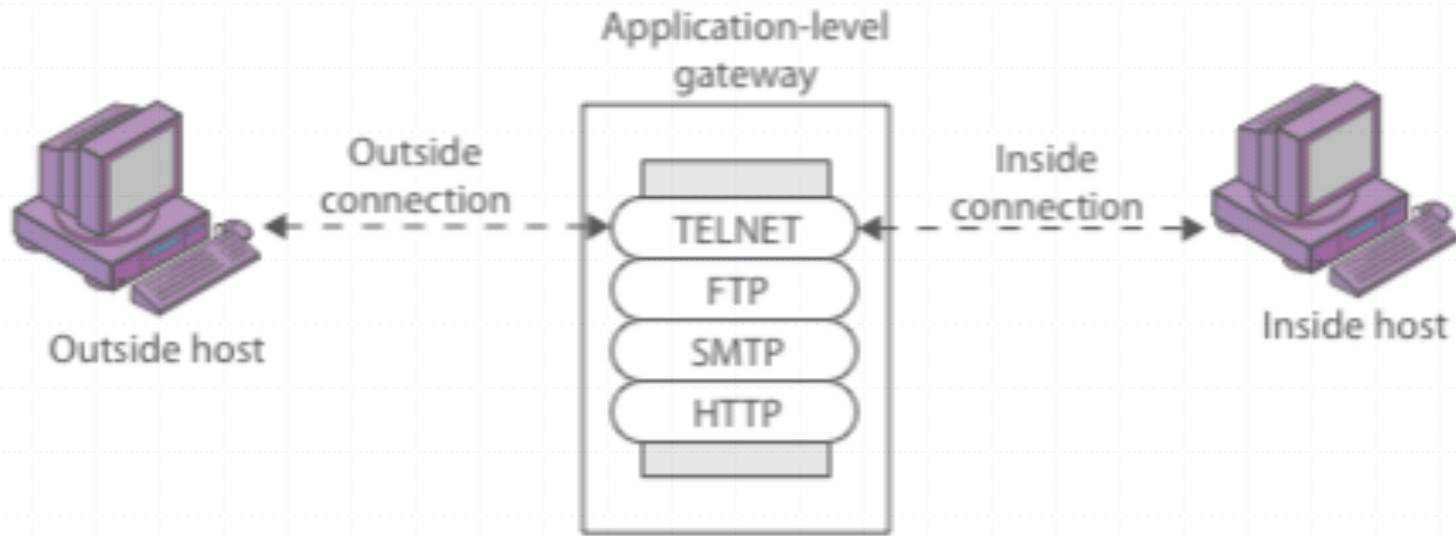 Application-level
gateway
Outside
connection
Inside
connection
TELNET
FTP
SMTP
HTTP
Outside host
Inside host